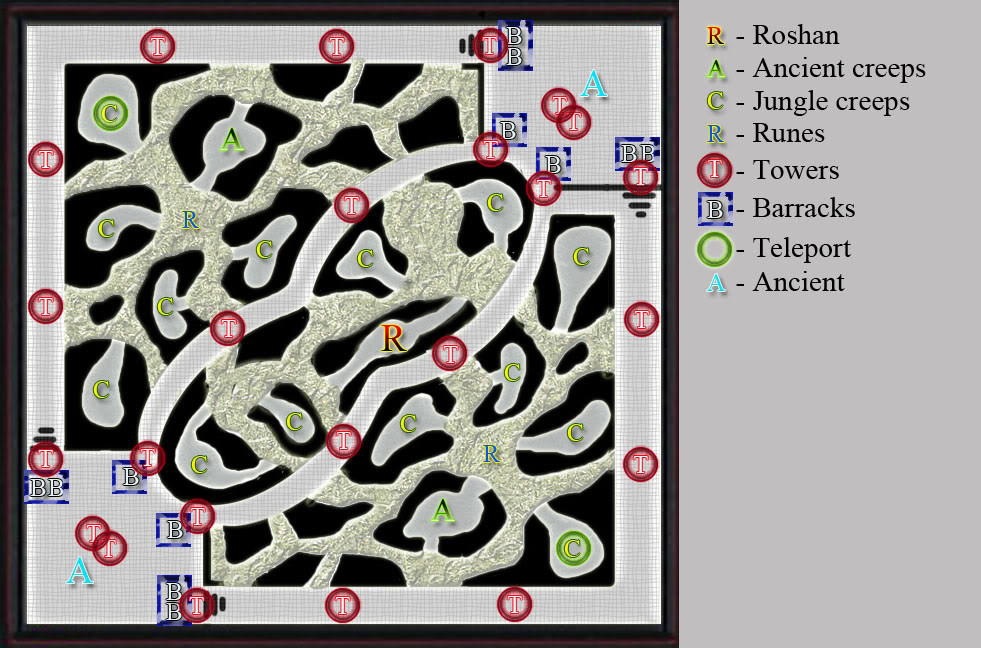 T T T B
B
A
C T
A T
B
T B B B
T T T
R T C
C C C C
C
T T T
R
T
C
C C
C C
T R
T T C T
B C
B B
T A
T B
T C
T
A
B
B T T T
R - Roshan
A - Ancient creeps
C - Jungle creeps
R - Runes
T - Towers
B - Barracks
- Teleport
A - Ancient